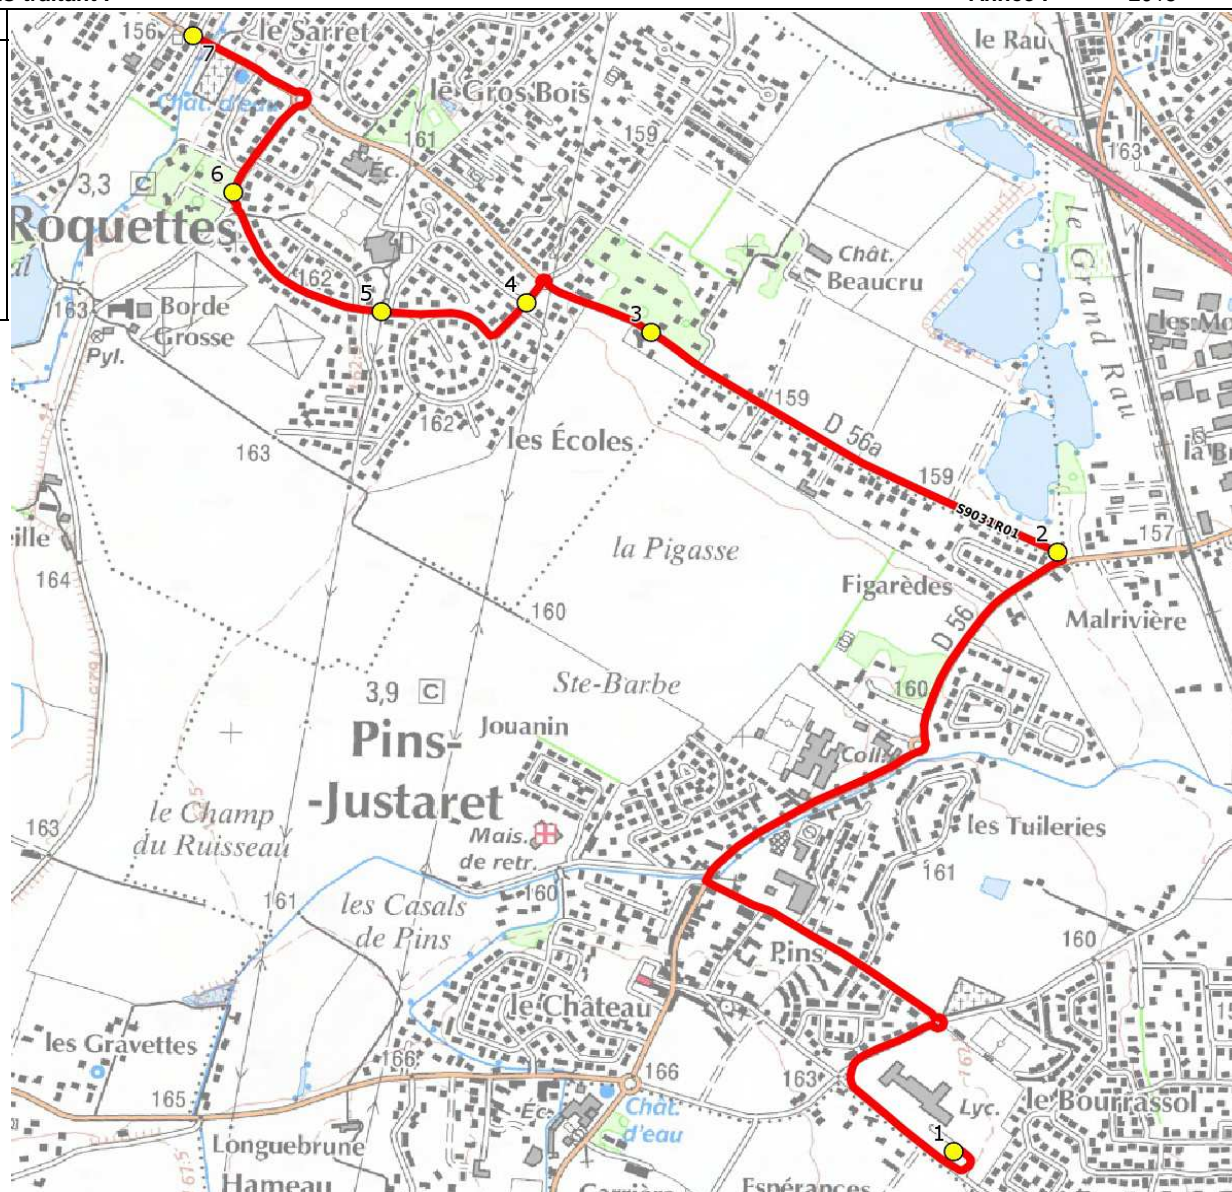 156
7
le Sarret
le Rau
Chât. d'eau
le Gros Bois
161
159
163
3,3 C
6
Éc.
Roquettes
162
4
3
Chât.
Beaucru
le Grand Rau
163
Borde
Grosse
5
Pyl.
159
D 56a
162
les Écoles
163
159
S9031R01
2
157
la Pigasse
164
Figarèdes
160
D 56
Malrivière
3,9 C
Ste-Barbe
160
Pins-
-Justaret
Jouanin
Coll.
163
le Champ
du Ruisseau
Mais.
de retr.
les Tuileries
161
160
161
les Casals
de Pins
Pins
160
le Château
les Gravettes
166
166
163
165
Éc.
Chât.
d'eau
Lyc.
le Bourrassol
1
Longuebrune
Hameau
Espérances